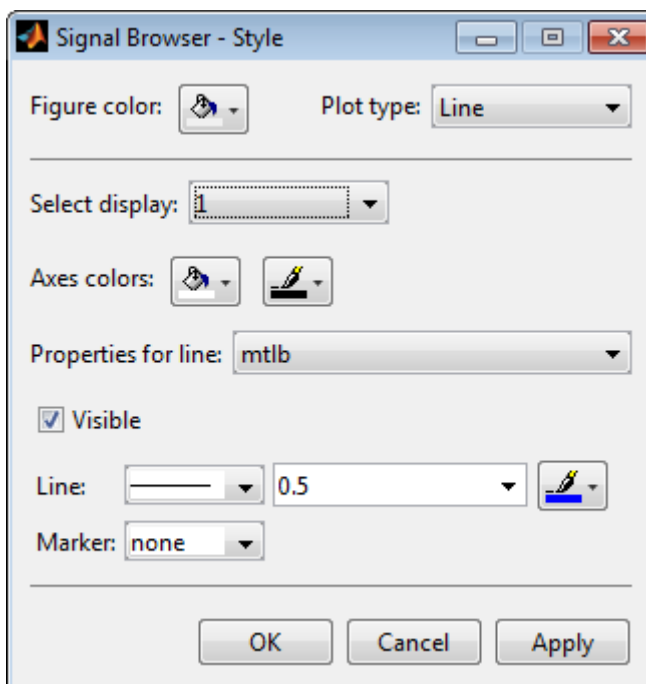 Signal Browser - Style
Figure color: Plot type: Line
Select display: 1
Axes colors:
Properties for line: mtlb
Visible
Line: 0.5
Marker: none
OK Cancel Apply